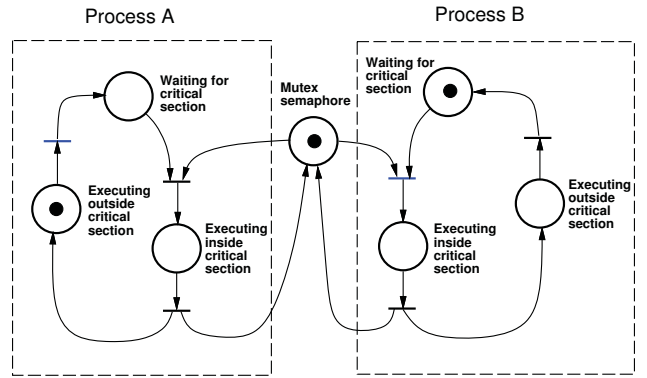 Process A
Process B
Waiting for
critical
section
Mutex
semaphore
Waiting for
critical
section
Executing
outside
critical
section
Executing
inside
critical
section
Executing
inside
critical
section
Executing
outside
critical
section